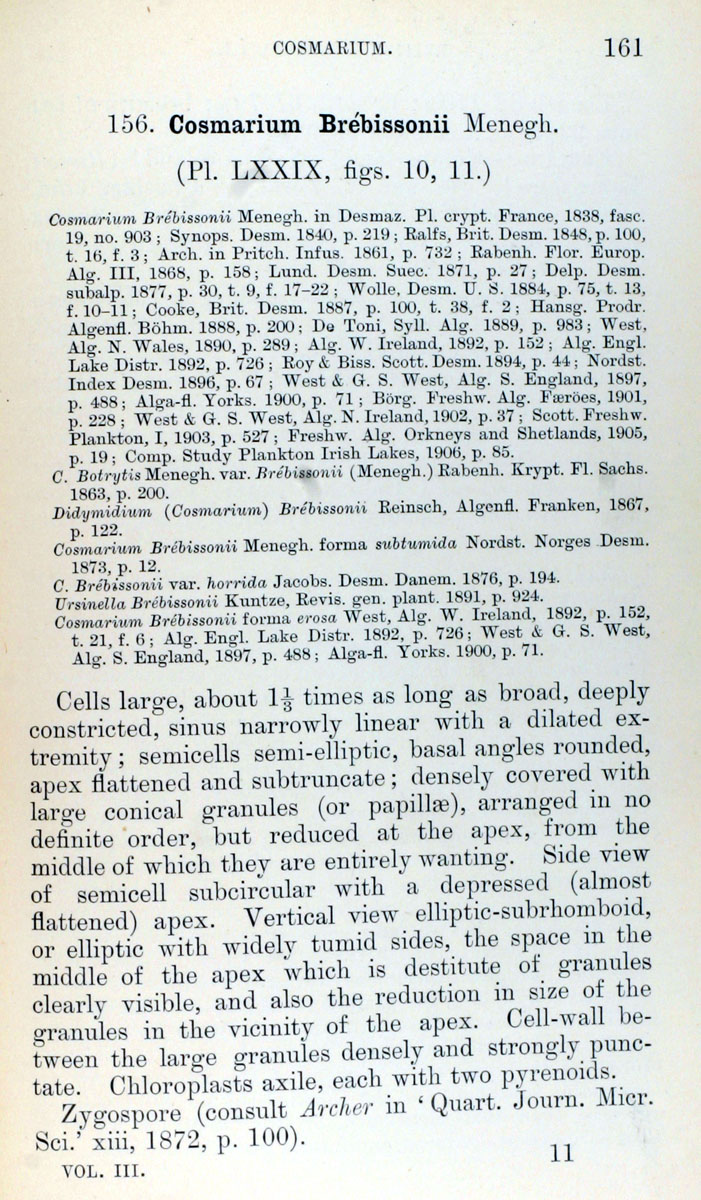 COSMARIUM. 161
156. Cosmarium Brébissonii Menegh.
(Pl. LXXIX, figs. 10, 11.)
Cosmarium Brébissonii Menegh. in Desmaz. Pl. crypt. France, 1838, fasc.
19, no. 903 ; Synops. Desm. 1840, p. 219 ; Ralfs, Brit. Desm. 1848, p. 100,
t. 16, f. 3 ; Arch. in Pritch. Infus. 1861, p. 732 ; Rabenh. Flor. Europ.
Alg. III, 1868, p. 158 ; Lund. Desm. Suec. 1871, p. 27 ; Delp. Desm.
subalp. 1877, p. 30, t. 9, f. 17–22 ; Wolle, Desm. U. S. 1884, p. 75, t. 13,
f. 10–11 ; Cooke, Brit. Desm. 1887, p. 100, t. 38, f. 2 ; Hansg. Prodr.
Algenfl. Böhm. 1888, p. 200 ; De Toni, Syll. Alg. 1889, p. 983 ; West,
Alg. N. Wales, 1890, p. 289 ; Alg. W. Ireland, 1892, p. 152 ; Alg. Engl.
Lake Distr. 1892, p. 726 ; Roy & Biss. Scott. Desm. 1894, p. 44 ; Nordst.
Index Desm. 1896, p. 67 ; West & G. S. West, Alg. S. England, 1897,
p. 488 ; Alga-fl. Yorks. 1900, p. 71 ; Börg. Freshw. Alg. Færöes, 1901,
p. 228 ; West & G. S. West, Alg. N. Ireland, 1902, p. 37 ; Scott. Freshw.
Plankton, I, 1903, p. 527 ; Freshw. Alg. Orkneys and Shetlands, 1905,
p. 19 ; Comp. Study Plankton Irish Lakes, 1906, p. 85.
C. Botrytis Menegh. var. Brébissonii (Menegh.) Rabenh. Krypt. Fl. Sachs.
1863, p. 200.
Didymidium (Cosmarium) Brébissonii Reinsch, Algenfl. Franken, 1867,
p. 122.
Cosmarium Brébissonii Menegh. forma subtumida Nordst. Norges Desm.
1873, p. 12.
C. Brébissonii var. horrida Jacobs. Desm. Danem. 1876, p. 194.
Ursinella Brébissonii Kuntze, Revis. gen. plant. 1891, p. 924.
Cosmarium Brébissonii forma erosa West, Alg. W. Ireland, 1892, p. 152,
t. 21, f. 6 ; Alg. Engl. Lake Distr. 1892, p. 726 ; West & G. S. West,
Alg. S. England, 1897, p. 488 ; Alga-fl. Yorks. 1900, p. 71.
Cells large, about 1⅓ times as long as broad, deeply
constricted, sinus narrowly linear with a dilated ex-
tremity ; semicells semi-elliptic, basal angles rounded,
apex flattened and subtruncate ; densely covered with
large conical granules (or papillæ), arranged in no
definite order, but reduced at the apex, from the
middle of which they are entirely wanting. Side view
of semicell subcircular with a depressed (almost
flattened) apex. Vertical view elliptic-subrhomboid,
or elliptic with widely tumid sides, the space in the
middle of the apex which is destitute of granules
clearly visible, and also the reduction in size of the
granules in the vicinity of the apex. Cell-wall be-
tween the large granules densely and strongly punc-
tate. Chloroplasts axile, each with two pyrenoids.
Zygospore (consult Archer in ‘ Quart. Journ. Micr.
Sci.’ xiii, 1872, p. 100).
VOL. III. 11